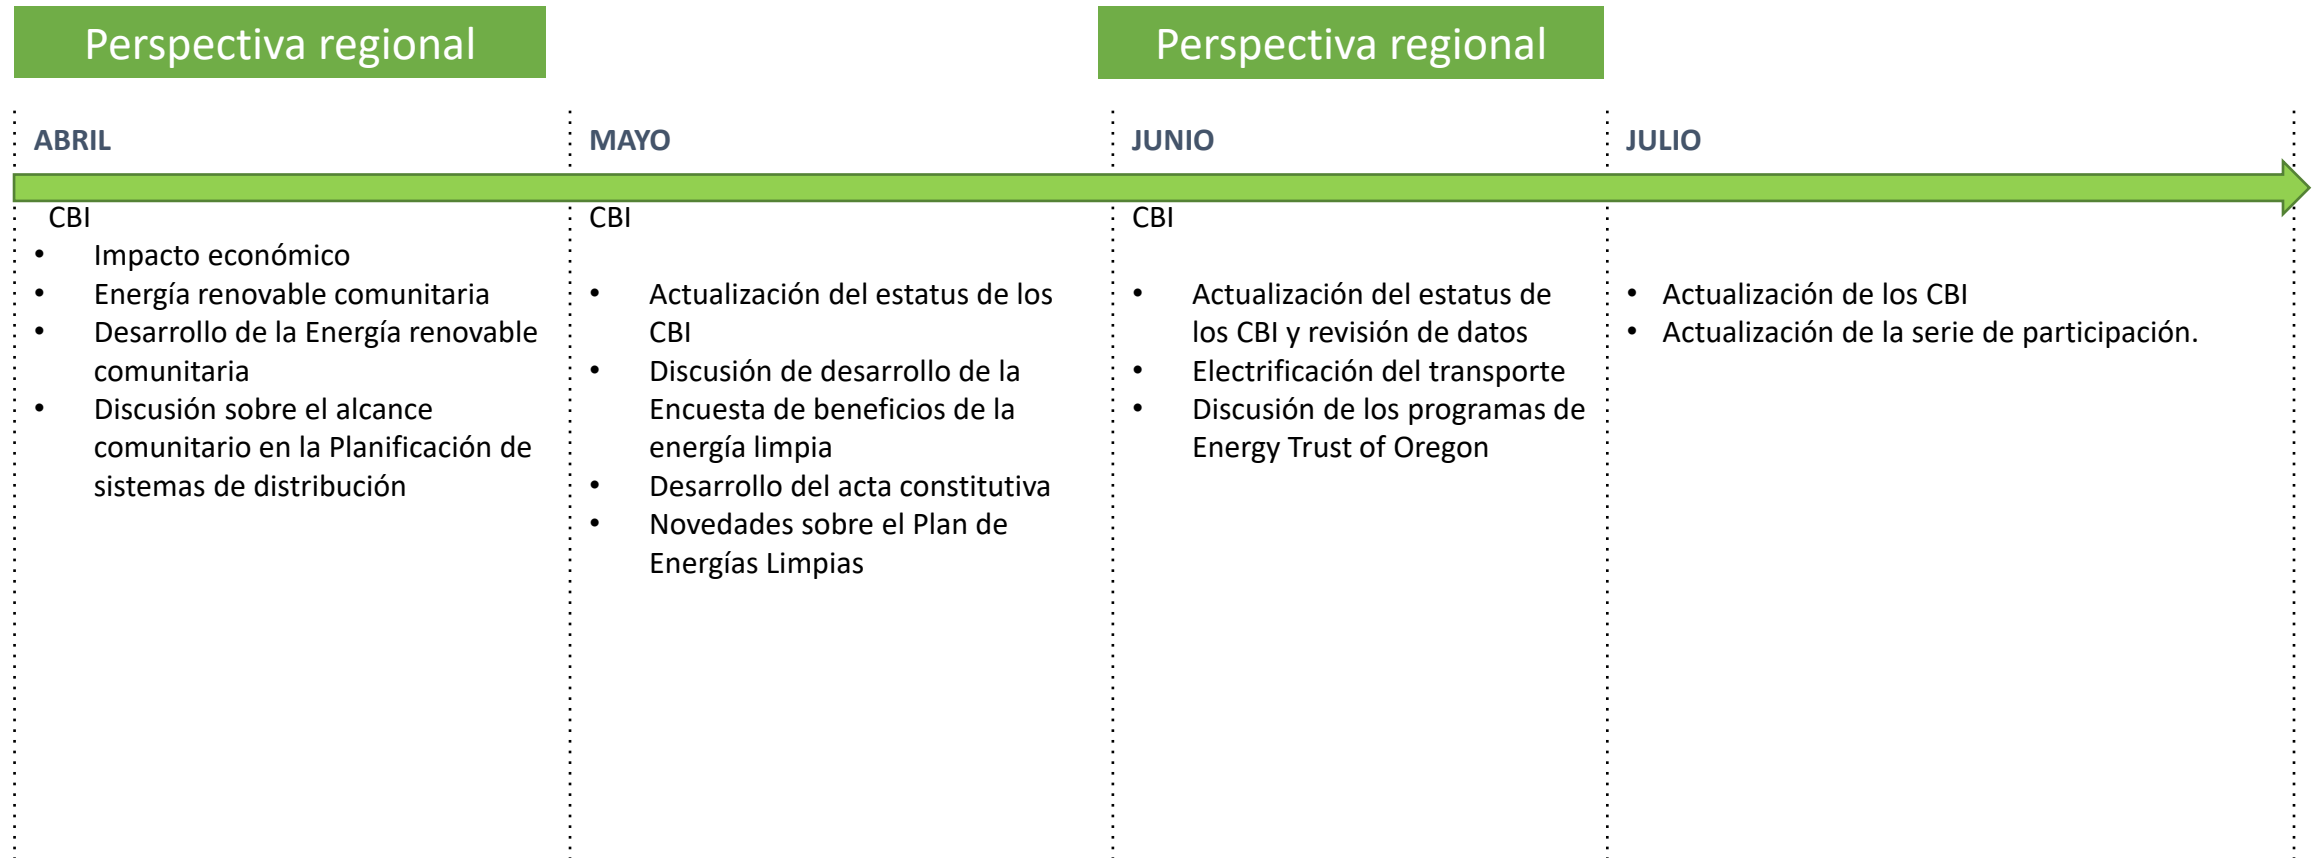 Perspectiva regional
Perspectiva regional
ABRIL
CBI
• Impacto económico
• Energía renovable comunitaria
• Desarrollo de la Energía renovable
comunitaria
• Discusión sobre el alcance
comunitario en la Planificación de
sistemas de distribución
MAYO
CBI
• Actualización del estatus de los
CBI
• Discusión de desarrollo de la
Encuesta de beneficios de la
energía limpia
• Desarrollo del acta constitutiva
• Novedades sobre el Plan de
Energías Limpias
JUNIO
CBI
• Actualización del estatus de
los CBI y revisión de datos
• Electrificación del transporte
• Discusión de los programas de
Energy Trust of Oregon
JULIO
• Actualización de los CBI
• Actualización de la serie de participación.